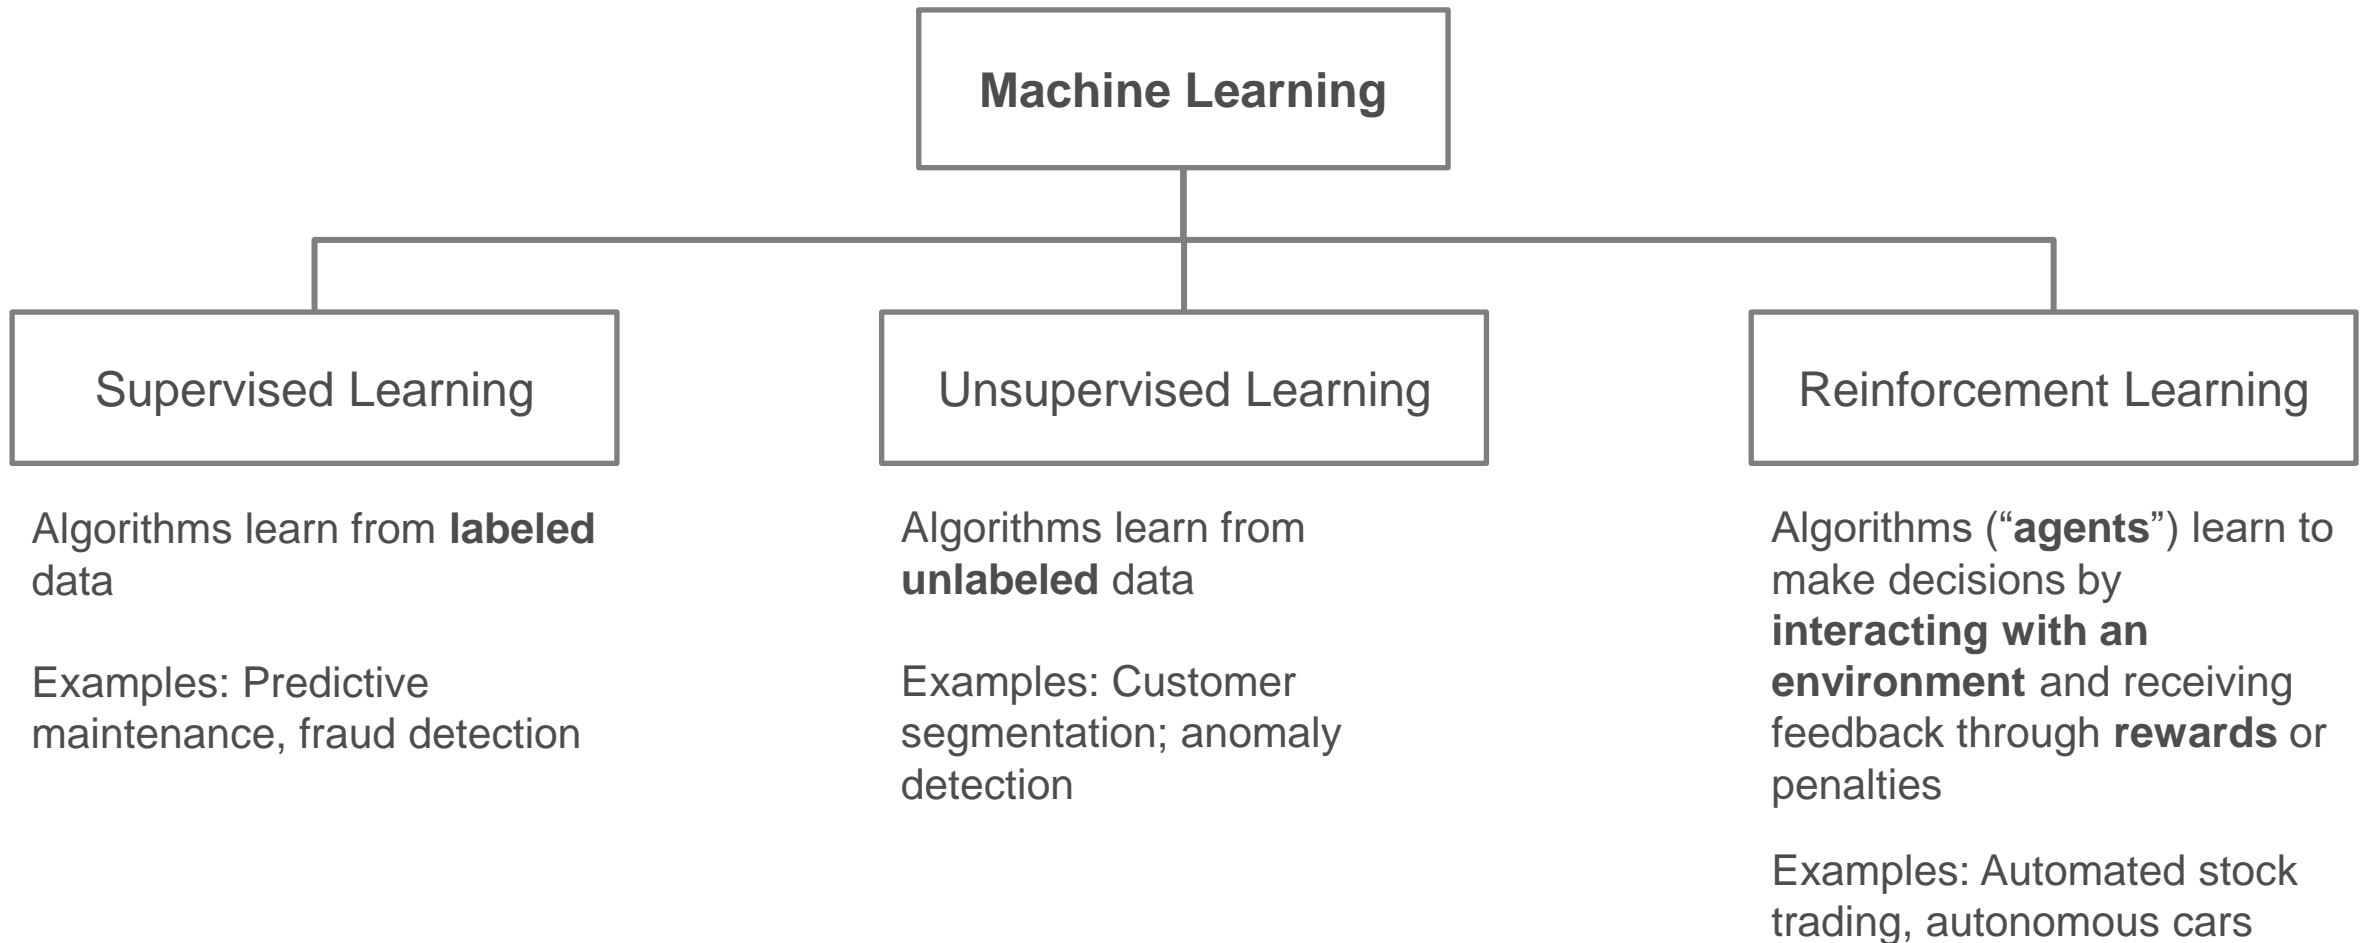 Machine Learning
Supervised Learning
Algorithms learn from labeled
data
Examples: Predictive
maintenance, fraud detection
Unsupervised Learning
Algorithms learn from
unlabeled data
Examples: Customer
segmentation; anomaly
detection
Reinforcement Learning
Algorithms (“agents”) learn to
make decisions by
interacting with an
environment and receiving
feedback through rewards or
penalties
Examples: Automated stock
trading, autonomous cars